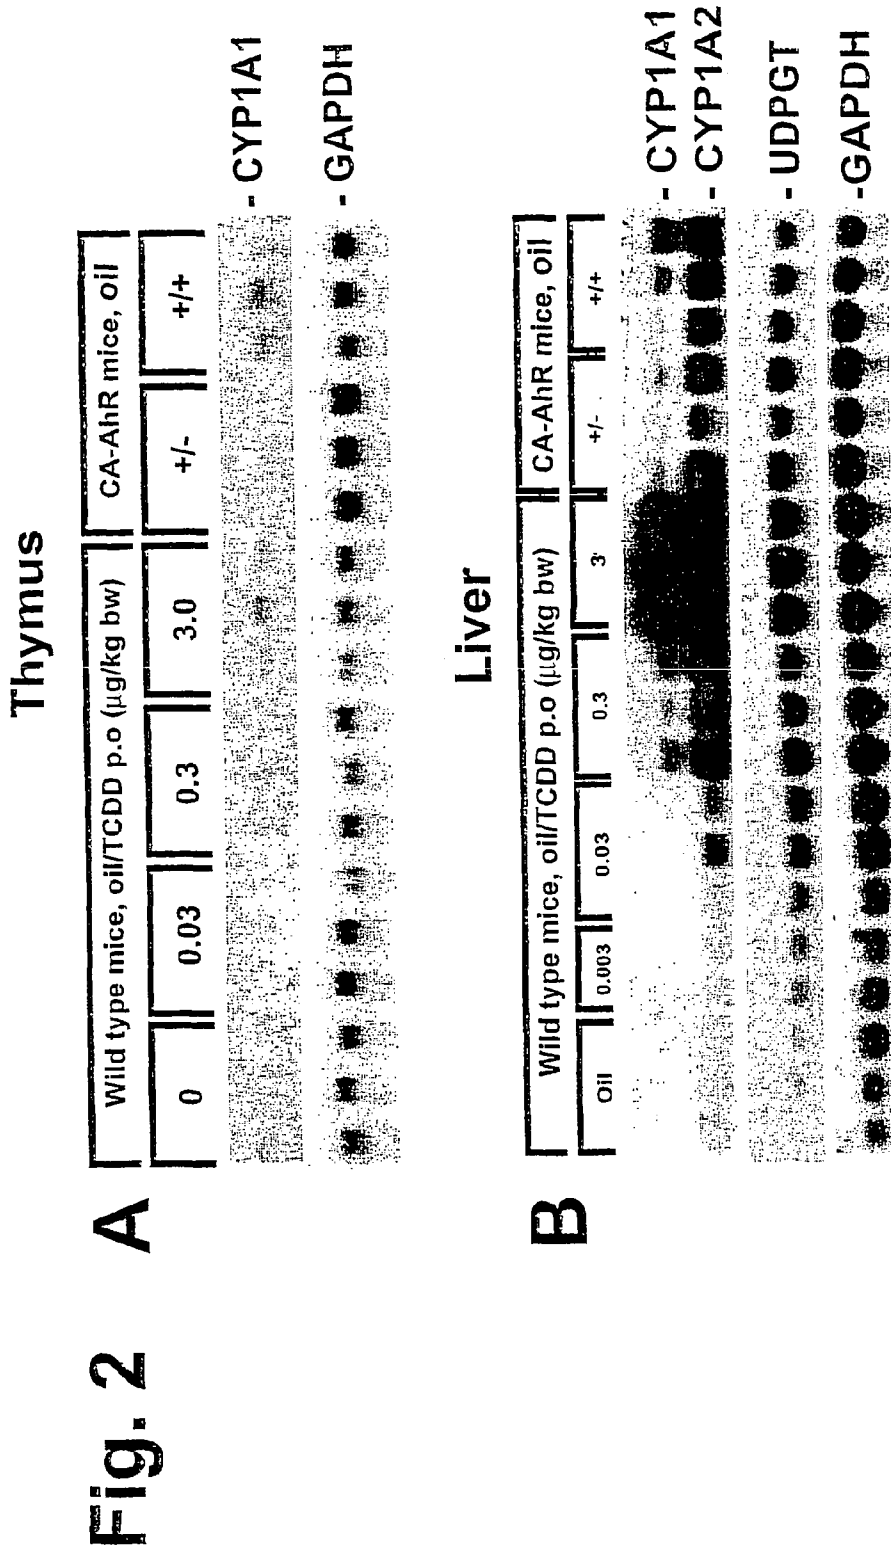 Fig. 2
A
Thymus
Wild type mice, oil/TCDD p.o (µg/kg bw)
CA-AhR mice, oil
0
0.03
0.3
3.0
+/-
+/+
- CYP1A1
- GAPDH
B
Liver
Wild type mice, oil/TCDD p.o (µg/kg bw)
CA-AhR mice, oil
Oil
0.003
0.03
0.3
3
+/-
+/+
- CYP1A1
- CYP1A2
- UDPGT
-GAPDH